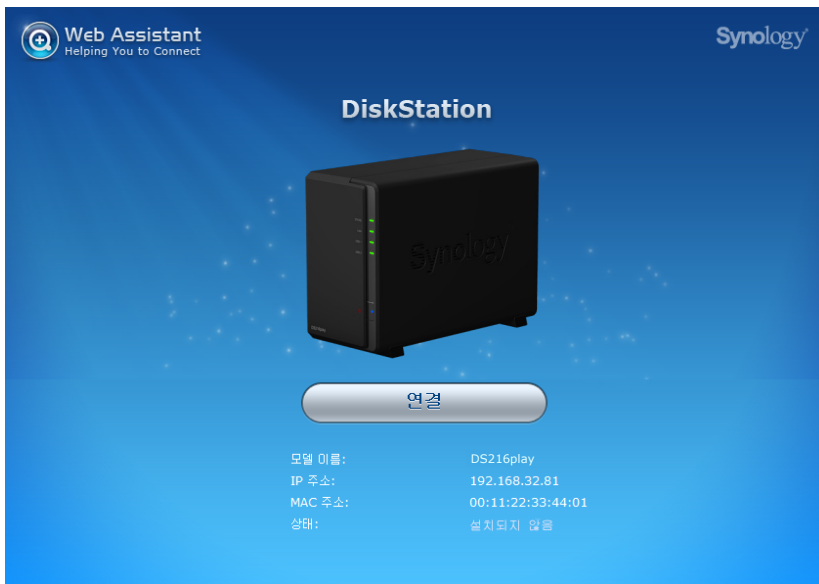 Web Assistant
Helping You to Connect
Synology
DiskStation
Synology
연결
모델 이름: DS216play
IP 주소: 192.168.32.81
MAC 주소: 00:11:22:33:44:01
상태: 설치되지 않음